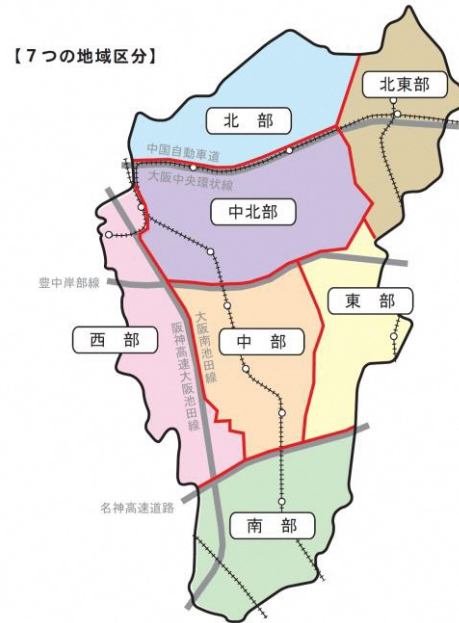 【７つの地域区分】
北東部
北 部
中国自動車道
大阪中央環状線
中北部
豊中岸部線
西 部
阪神高速大阪池田線
大阪南池田線
中 部
東 部
名神高速道路
南 部